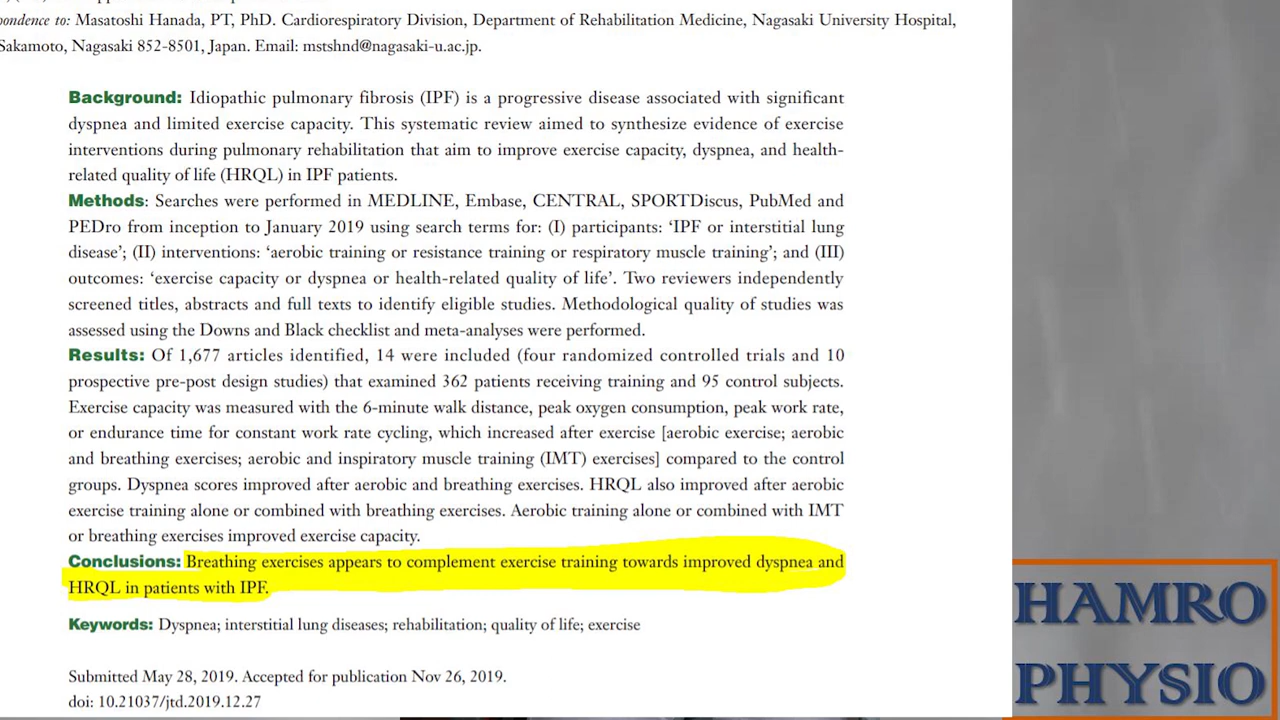 pondence to: Masatoshi Hanada, PT, PhD. Cardiorespiratory Division, Department of Rehabilitation Medicine, Nagasaki University Hospital,
Sakamoto, Nagasaki 852-8501, Japan. Email: mstshnd@nagasaki-u.ac.jp.
Background: Idiopathic pulmonary fibrosis (IPF) is a progressive disease associated with significant
dyspnea and limited exercise capacity. This systematic review aimed to synthesize evidence of exercise
interventions during pulmonary rehabilitation that aim to improve exercise capacity, dyspnea, and health-
related quality of life (HRQL) in IPF patients.
Methods: Searches were performed in MEDLINE, Embase, CENTRAL, SPORTDiscus, PubMed and
PEDro from inception to January 2019 using search terms for: (I) participants: ‘IPF or interstitial lung
disease’; (II) interventions: ‘aerobic training or resistance training or respiratory muscle training’; and (III)
outcomes: ‘exercise capacity or dyspnea or health-related quality of life’. Two reviewers independently
screened titles, abstracts and full texts to identify eligible studies. Methodological quality of studies was
assessed using the Downs and Black checklist and meta-analyses were performed.
Results: Of 1,677 articles identified, 14 were included (four randomized controlled trials and 10
prospective pre-post design studies) that examined 362 patients receiving training and 95 control subjects.
Exercise capacity was measured with the 6-minute walk distance, peak oxygen consumption, peak work rate,
or endurance time for constant work rate cycling, which increased after exercise [aerobic exercise; aerobic
and breathing exercises; aerobic and inspiratory muscle training (IMT) exercises] compared to the control
groups. Dyspnea scores improved after aerobic and breathing exercises. HRQL also improved after aerobic
exercise training alone or combined with breathing exercises. Aerobic training alone or combined with IMT
or breathing exercises improved exercise capacity.
Conclusions: Breathing exercises appears to complement exercise training towards improved dyspnea and
HRQL in patients with IPF.
Keywords: Dyspnea; interstitial lung diseases; rehabilitation; quality of life; exercise
Submitted May 28, 2019. Accepted for publication Nov 26, 2019.
doi: 10.21037/jtd.2019.12.27
HAMRO
PHYSIO